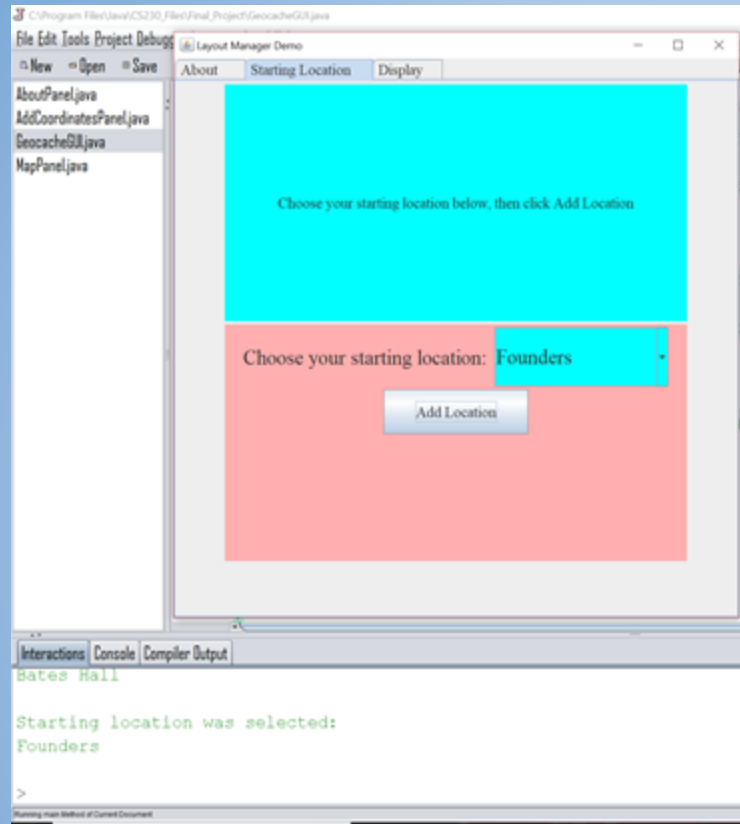 C:\Program Files\Java\CS230_Files\Final_Project\GeocacheGUI.java
File Edit Tools Project Debugg
New Open Save
AboutPanel.java
AddCoordinatesPanel.java
GeocacheGUI.java
MapPanel.java
Layout Manager Demo
About Starting Location Display
Choose your starting location below, then click Add Location
Choose your starting location: Founders
Add Location
Interactions Console Compiler Output
Bates Hall
Starting location was selected:
Founders
>
Running main Method of Current Document